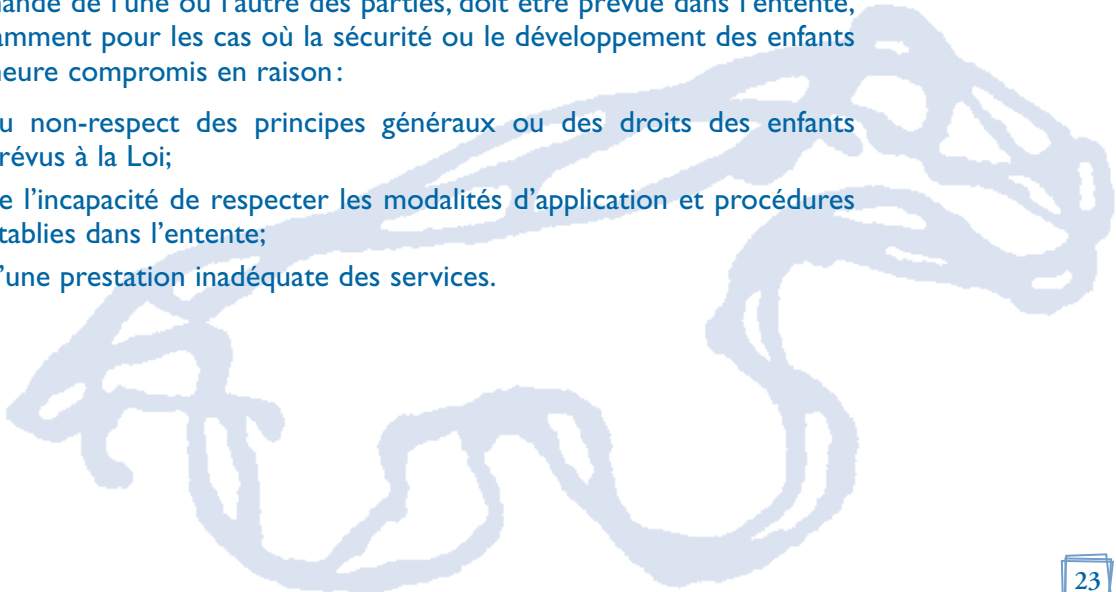 mande de l'une ou l'autre des parties, doit être prévue dans l'entente,
amment pour les cas où la sécurité ou le développement des enfants
eure compromis en raison :
u non-respect des principes généraux ou des droits des enfants
révus à la Loi;
e l'incapacité de respecter les modalités d'application et procédures
tablies dans l'entente;
'une prestation inadéquate des services.
23